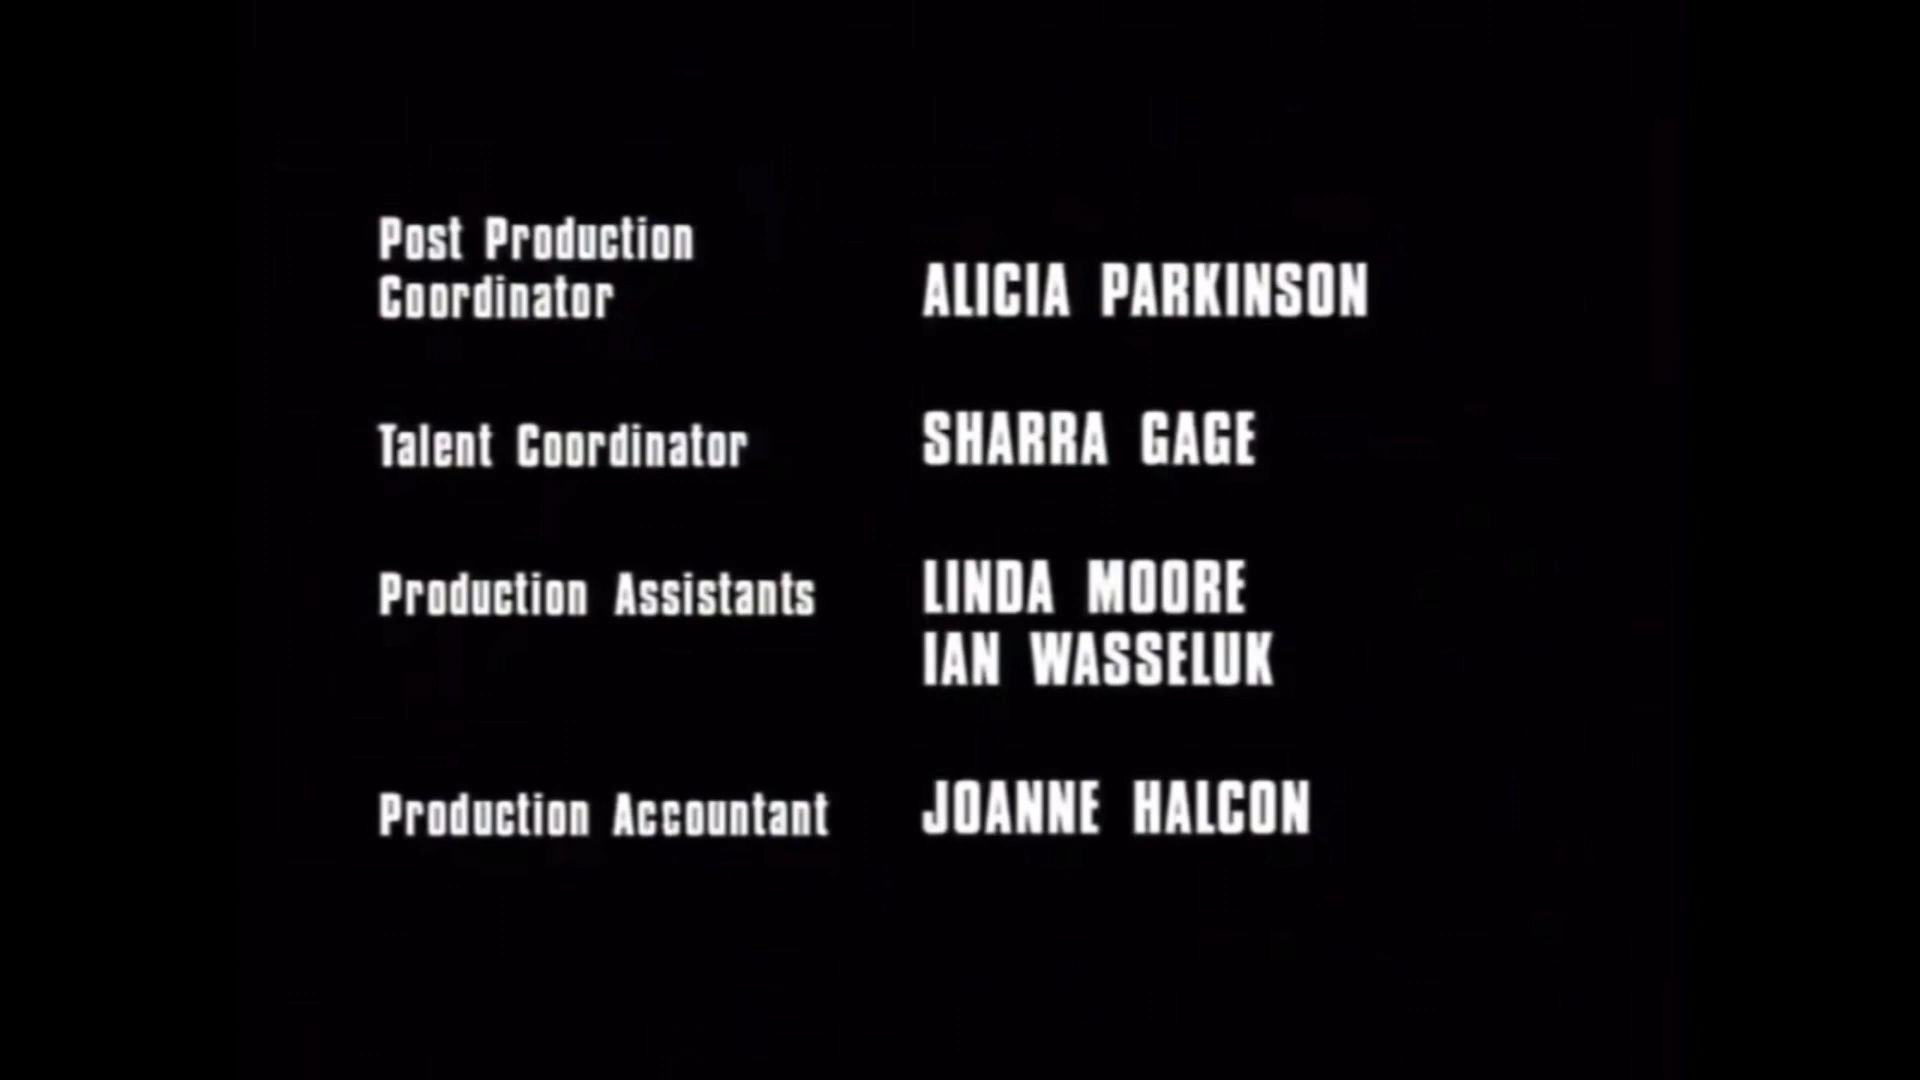 Post Production
Coordinator
ALICIA PARKINSON
Talent Coordinator
SHARRA GAGE
Production Assistants
LINDA MOORE
IAN WASSELUK
Production Accountant
JOANNE HALCON